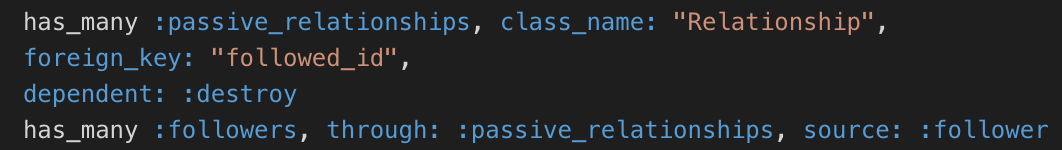 has_many :passive_relationships, class_name: "Relationship",
foreign_key: "followed_id",
dependent: :destroy
has_many :followers, through: :passive_relationships, source: :follower